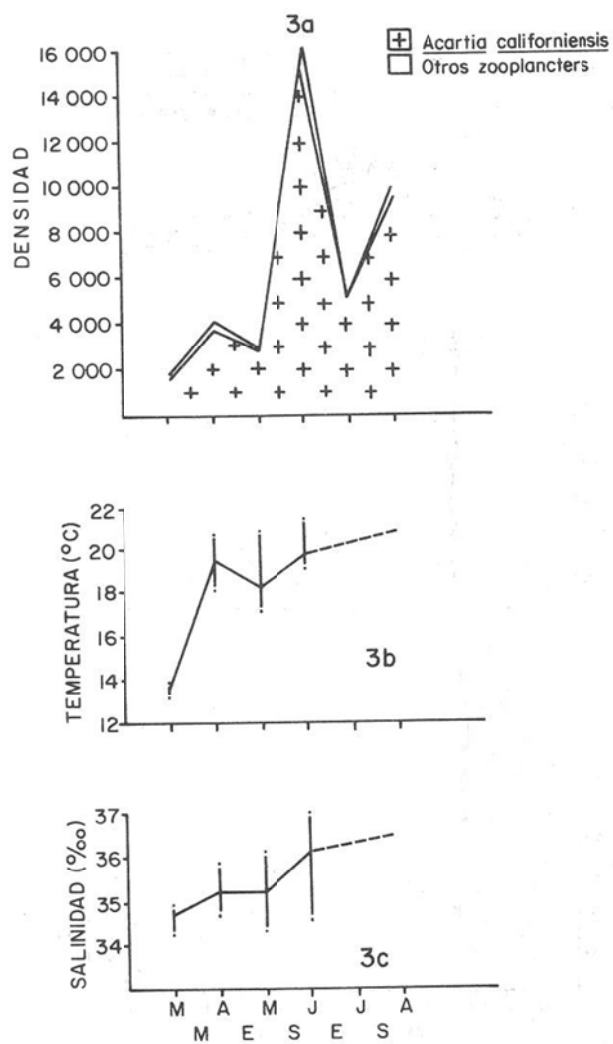 3a
Acartia californiensis
Otros zooplancters
DENSIDAD
16 000
14 000
12 000
10 000
8 000
6 000
4 000
2 000
TEMPERATURA (°C)
22
20
18
16
14
12
3b
SALINIDAD (‰)
37
36
35
34
3c
M A M J J A
M E S E S